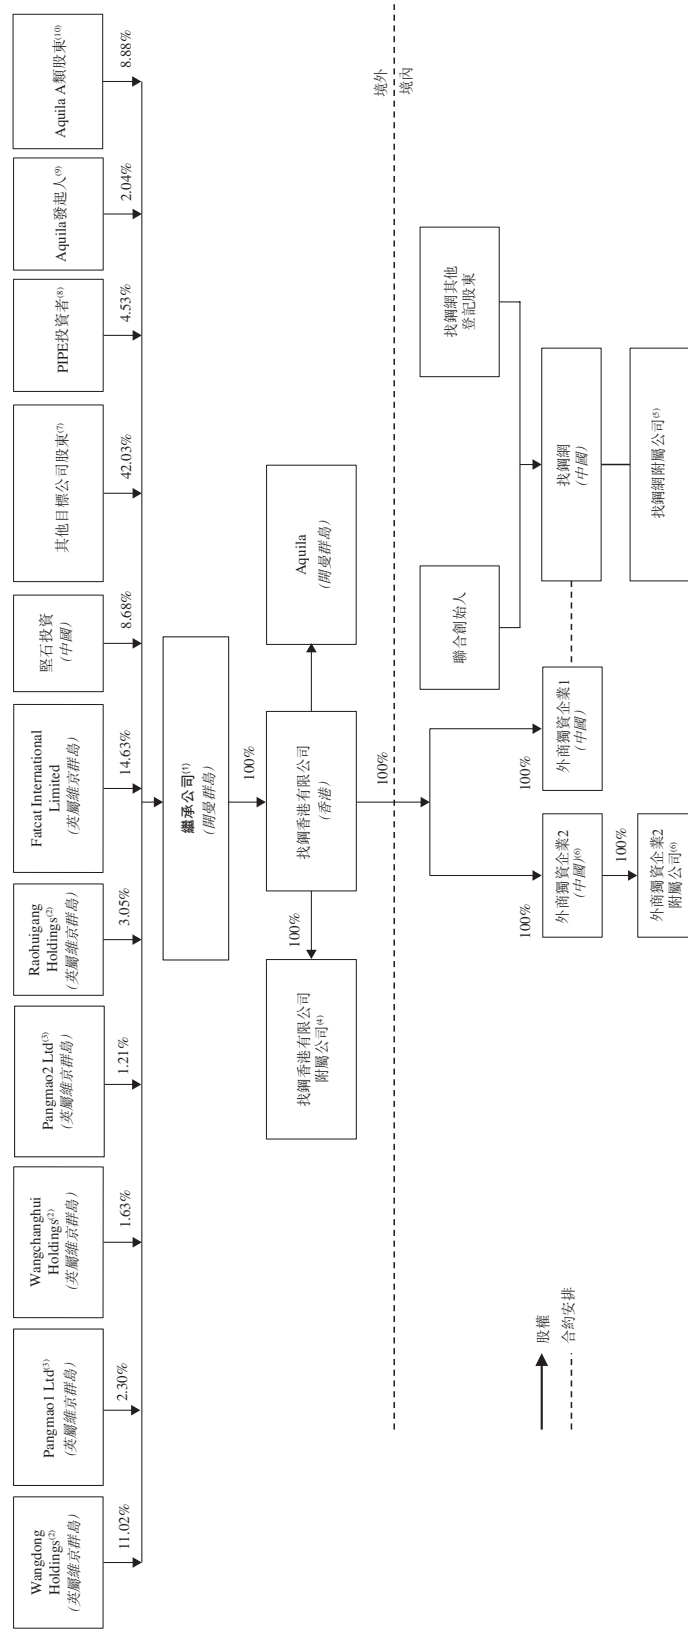 Wangdong
Holdings(2)
(英屬維京群島)
11.02%
Pangmao1 Ltd(3)
(英屬維京群島)
2.30%
Wangchanghui
Holdings(2)
(英屬維京群島)
1.63%
Pangmao2 Ltd(3)
(英屬維京群島)
1.21%
Raohuigang
Holdings(2)
(英屬維京群島)
3.05%
Fatcat International
Limited
(英屬維京群島)
14.63%
堅石投資
(中國)
8.68%
其他目標公司股東(7)
42.03%
PIPE投資者(8)
4.53%
Aquila發起人(9)
2.04%
Aquila A類股東(10)
8.88%
繼承公司(1)
(開曼群島)
100%
找鋼香港有限公司
附屬公司(4)
100%
找鋼香港有限公司
(香港)
Aquila
(開曼群島)
100%
境外
境內
100%
100%
聯合創始人
找鋼網其他
登記股東
外商獨資企業2
(中國)(6)
外商獨資企業1
(中國)
找鋼網
(中國)
100%
外商獨資企業2
附屬公司(6)
找鋼網附屬公司(5)
股權
合約安排